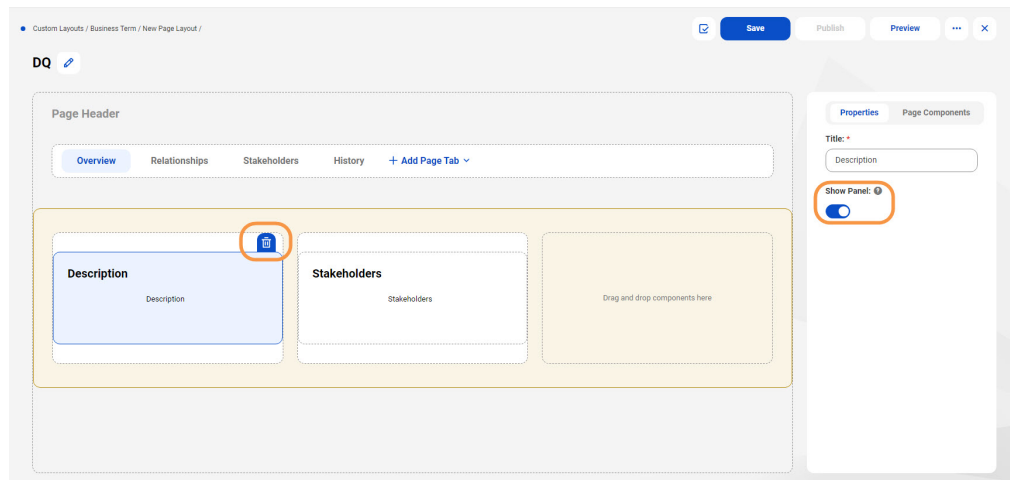 Custom Layouts / Business Term / New Page Layout /
Save
Publish
Preview
DQ
Page Header
Overview
Relationships
Stakeholders
History
+ Add Page Tab
Properties
Page Components
Title: *
Description
Show Panel: ?
Description
Description
Stakeholders
Stakeholders
Drag and drop components here